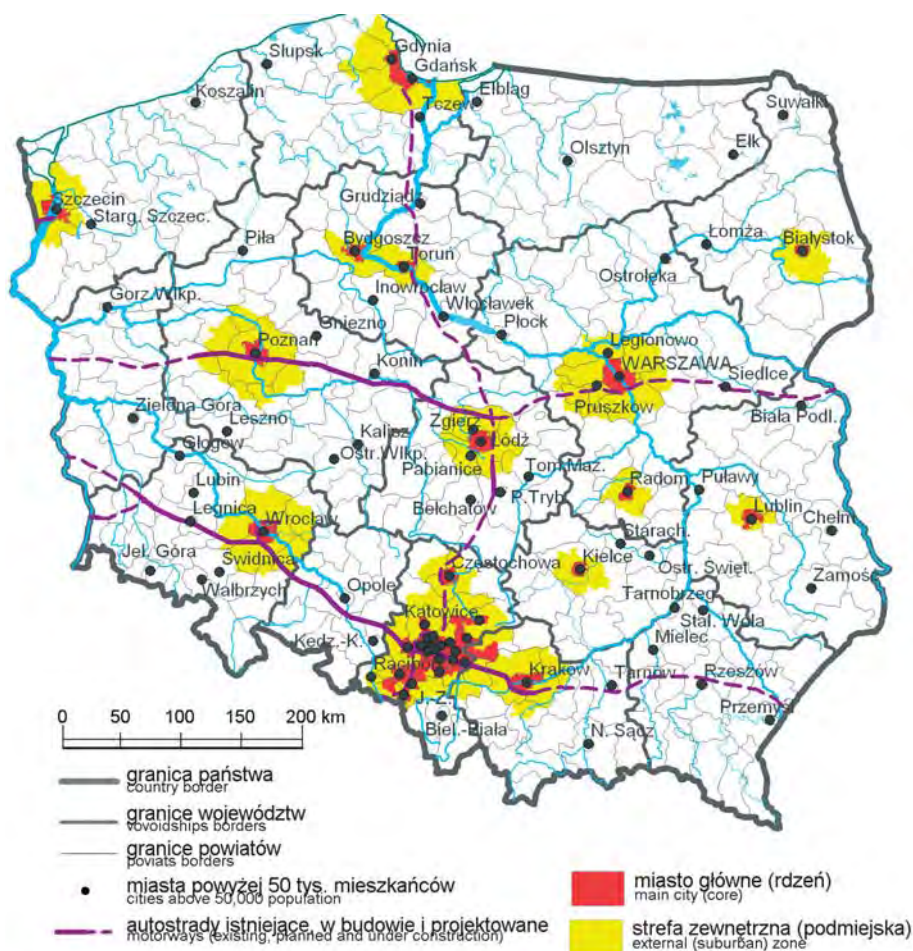 Gdynia
Słupsk
Gdańsk
Koszalin
Elbląg
Tczew
Suwałki
Olsztyn
Ełk
Szczecin
Grudziądz
Starg. Szczec.
Piła
Bydgoszcz
Toruń
Łomża
Białystok
Ostrołęka
Inowrocław
Gorz.Wlkp.
Włocławek
Gniezno
Płock
Legionowo
Poznań
WARSZAWA
Konin
Siedlce
Pruszków
Biała Podl.
Zielona Góra
Leszno
Zgierz
Łódź
Kalisz
Głogów
Ostr.Wlkp.
Pabianice
Tom.Maz.
Lubin
Radom
Puławy
Bełchatów
P.Tryb.
Legnica
Wrocław
Lublin
Chełm
Starach.
Jel. Góra
Świdnica
Częstochowa
Kielce
Ostr. Święt.
Wałbrzych
Opole
Zamość
Tarnobrzeg
Katowice
Stal. Wola
Kędz.-K.
Mielec
Racibórz
Kraków
Tarnów
Rzeszów
J.-Z.
Przemyśl
Biel.-Biała
N. Sącz
0 50 100 150 200 km
granica państwa
country border
granice województw
vovoidships borders
granice powiatów
poviats borders
miasta powyżej 50 tys. mieszkańców
cities above 50,000 population
autostrady istniejące, w budowie i projektowane
motorways (existing, planned and under construction)
miasto główne (rdzeń)
main city (core)
strefa zewnętrzna (podmiejska)
external (suburban) zone